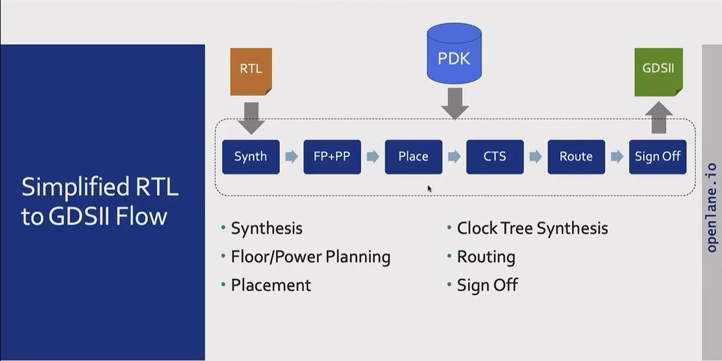 RTL
PDK
GDSII
Synth
FP+PP
Place
CTS
Route
Sign Off
Simplified RTL
to GDSII Flow
• Synthesis
• Floor/Power Planning
• Placement
• Clock Tree Synthesis
• Routing
• Sign Off
openlane.io